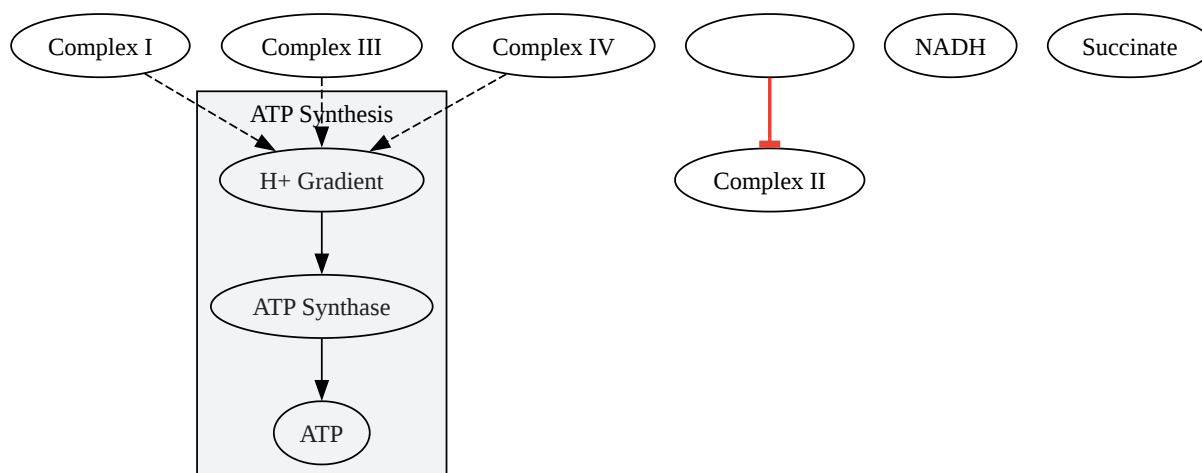 Complex I
Complex III
Complex IV
NADH
Succinate
ATP Synthesis
H+ Gradient
Complex II
ATP Synthase
ATP